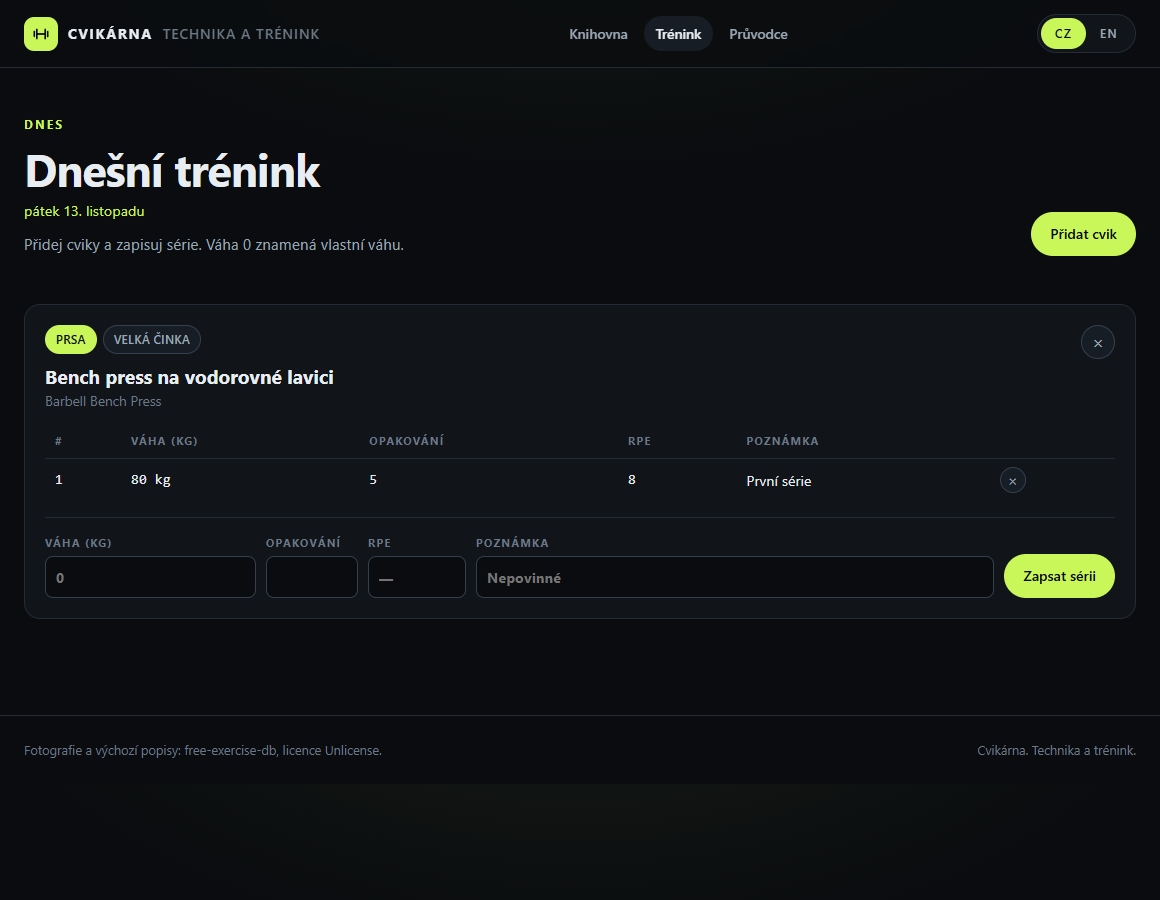 CVIKÁRNA TECHNIKA A TRÉNINK Knihovna Trénink Průvodce CZ EN
DNES
Dnešní trénink
pátek 13. listopadu
Přidej cviky a zapisuj série. Váha 0 znamená vlastní váhu.
Přidat cvik
PRSA VELKÁ ČINKA ×
Bench press na vodorovné lavici
Barbell Bench Press
# VÁHA (KG) OPAKOVÁNÍ RPE POZNÁMKA
1 80 kg 5 8 První série ×
VÁHA (KG) OPAKOVÁNÍ RPE POZNÁMKA
0 — Nepovinné Zapsat sérii
Fotografie a výchozí popisy: free-exercise-db, licence Unlicense. Cvikárna. Technika a trénink.